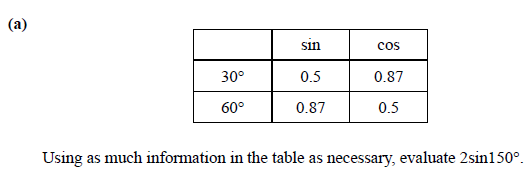 (a)
sin cos
30° 0.5 0.87
60° 0.87 0.5
Using as much information in the table as necessary, evaluate 2sin150°.